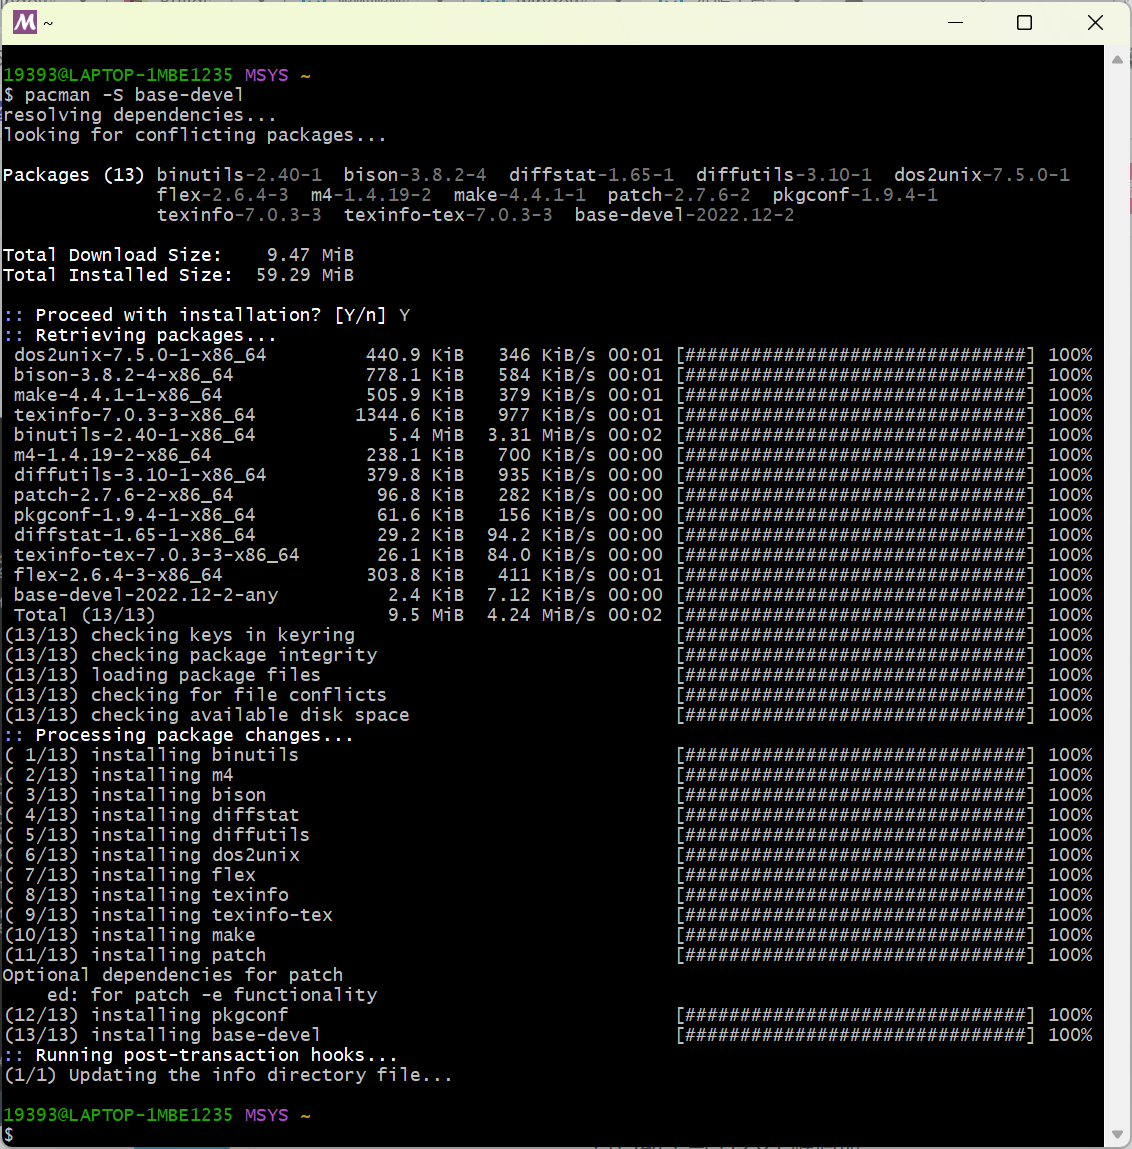 ~
19393@LAPTOP-1MBE1235 MSYS ~
$ pacman -S base-devel
resolving dependencies...
looking for conflicting packages...
Packages (13) binutils-2.40-1  bison-3.8.2-4  diffstat-1.65-1  diffutils-3.10-1  dos2unix-7.5.0-1
flex-2.6.4-3  m4-1.4.19-2  make-4.4.1-1  patch-2.7.6-2  pkgconf-1.9.4-1
texinfo-7.0.3-3  texinfo-tex-7.0.3-3  base-devel-2022.12-2
Total Download Size:    9.47 MiB
Total Installed Size:  59.29 MiB
:: Proceed with installation? [Y/n] Y
:: Retrieving packages...
dos2unix-7.5.0-1-x86_64 440.9 KiB 346 KiB/s 00:01 [###############################] 100%
bison-3.8.2-4-x86_64 778.1 KiB 584 KiB/s 00:01 [###############################] 100%
make-4.4.1-1-x86_64 505.9 KiB 379 KiB/s 00:01 [###############################] 100%
texinfo-7.0.3-3-x86_64 1344.6 KiB 977 KiB/s 00:01 [###############################] 100%
binutils-2.40-1-x86_64 5.4 MiB 3.31 MiB/s 00:02 [###############################] 100%
m4-1.4.19-2-x86_64 238.1 KiB 700 KiB/s 00:00 [###############################] 100%
diffutils-3.10-1-x86_64 379.8 KiB 935 KiB/s 00:00 [###############################] 100%
patch-2.7.6-2-x86_64 96.8 KiB 282 KiB/s 00:00 [###############################] 100%
pkgconf-1.9.4-1-x86_64 61.6 KiB 156 KiB/s 00:00 [###############################] 100%
diffstat-1.65-1-x86_64 29.2 KiB 94.2 KiB/s 00:00 [###############################] 100%
texinfo-tex-7.0.3-3-x86_64 26.1 KiB 84.0 KiB/s 00:00 [###############################] 100%
flex-2.6.4-3-x86_64 303.8 KiB 411 KiB/s 00:01 [###############################] 100%
base-devel-2022.12-2-any 2.4 KiB 7.12 KiB/s 00:00 [###############################] 100%
Total (13/13) 9.5 MiB 4.24 MiB/s 00:02 [###############################] 100%
(13/13) checking keys in keyring [###############################] 100%
(13/13) checking package integrity [###############################] 100%
(13/13) loading package files [###############################] 100%
(13/13) checking for file conflicts [###############################] 100%
(13/13) checking available disk space [###############################] 100%
:: Processing package changes...
( 1/13) installing binutils [###############################] 100%
( 2/13) installing m4 [###############################] 100%
( 3/13) installing bison [###############################] 100%
( 4/13) installing diffstat [###############################] 100%
( 5/13) installing diffutils [###############################] 100%
( 6/13) installing dos2unix [###############################] 100%
( 7/13) installing flex [###############################] 100%
( 8/13) installing texinfo [###############################] 100%
( 9/13) installing texinfo-tex [###############################] 100%
(10/13) installing make [###############################] 100%
(11/13) installing patch [###############################] 100%
Optional dependencies for patch
ed: for patch -e functionality
(12/13) installing pkgconf [###############################] 100%
(13/13) installing base-devel [###############################] 100%
:: Running post-transaction hooks...
(1/1) Updating the info directory file...
19393@LAPTOP-1MBE1235 MSYS ~
$